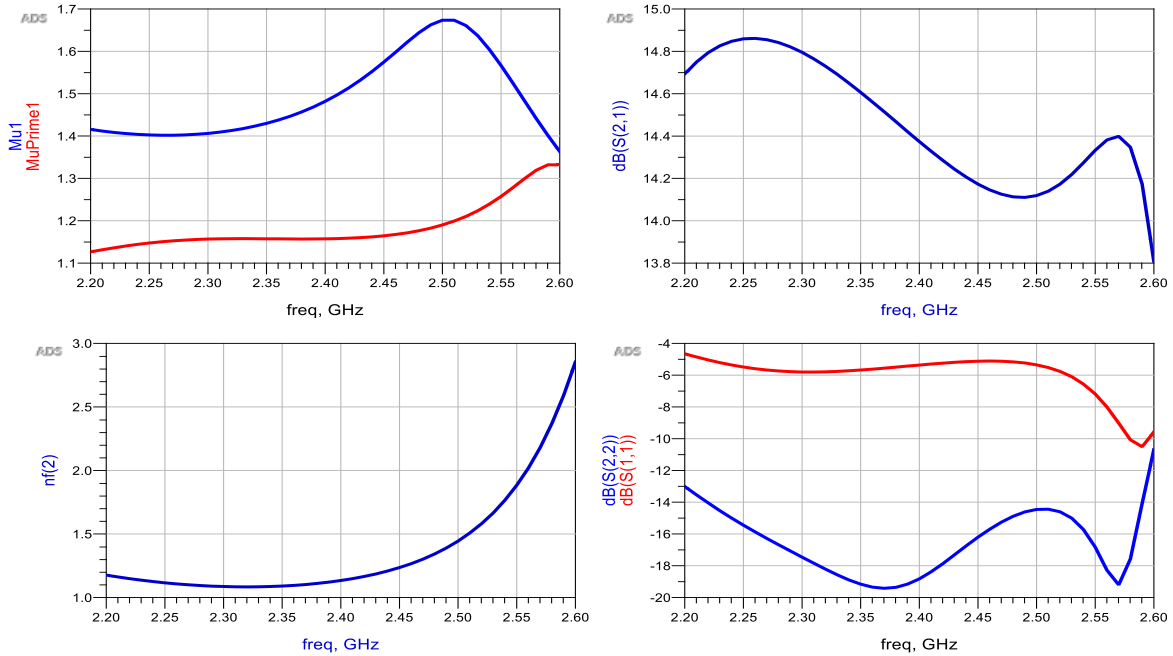 ADS
1.7
1.6
1.5
1.4
1.3
1.2
1.1
Mu1
MuPrime1
2.20 2.25 2.30 2.35 2.40 2.45 2.50 2.55 2.60
freq, GHz
ADS
15.0
14.8
14.6
14.4
14.2
14.0
13.8
dB(S(2,1))
2.20 2.25 2.30 2.35 2.40 2.45 2.50 2.55 2.60
freq, GHz
ADS
3.0
2.5
2.0
1.5
1.0
nf(2)
2.20 2.25 2.30 2.35 2.40 2.45 2.50 2.55 2.60
freq, GHz
ADS
-4
-6
-8
-10
-12
-14
-16
-18
-20
dB(S(2,2))
dB(S(1,1))
2.20 2.25 2.30 2.35 2.40 2.45 2.50 2.55 2.60
freq, GHz